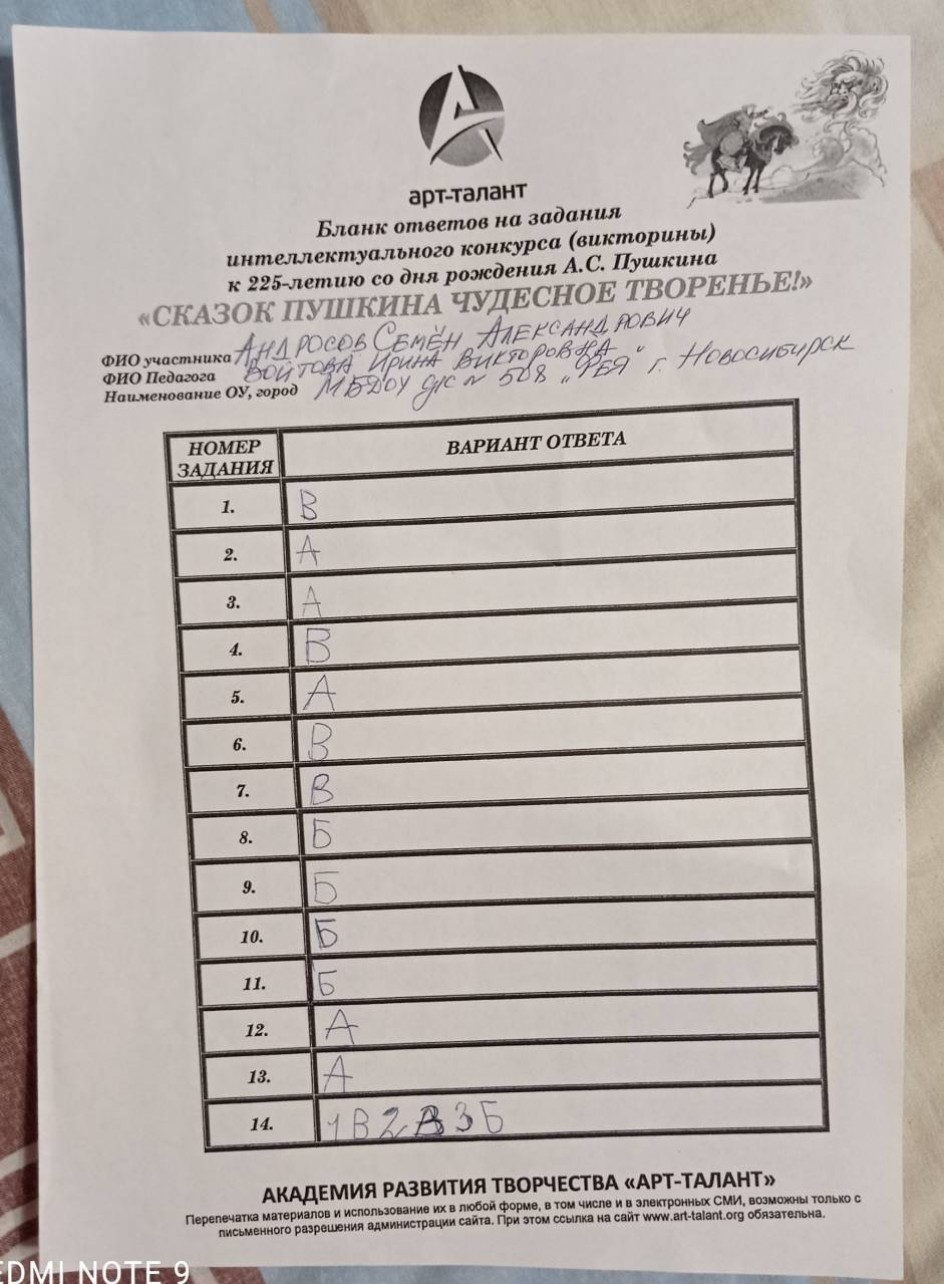 арт-талант
Бланк ответов на задания
интеллектуального конкурса (викторины)
к 225-летию со дня рождения А.С. Пушкина
«СКАЗОК ПУШКИНА ЧУДЕСНОЕ ТВОРЕНЬЕ!»
ФИО участника Андросов Семён Александрович
ФИО Педагога Войтова Ирина Викторовна
Наименование ОУ, город МБДОУ д/с № 508 „Фея" г. Новосибирск
НОМЕР ЗАДАНИЯ ВАРИАНТ ОТВЕТА
1. В
2. А
3. А
4. В
5. А
6. В
7. В
8. Б
9. Б
10. Б
11. Б
12. А
13. А
14. 1В 2А 3Б
АКАДЕМИЯ РАЗВИТИЯ ТВОРЧЕСТВА «АРТ-ТАЛАНТ»
Перепечатка материалов и использование их в любой форме, в том числе и в электронных СМИ, возможны только с
письменного разрешения администрации сайта. При этом ссылка на сайт www.art-talant.org обязательна.
EDMI NOTE 9